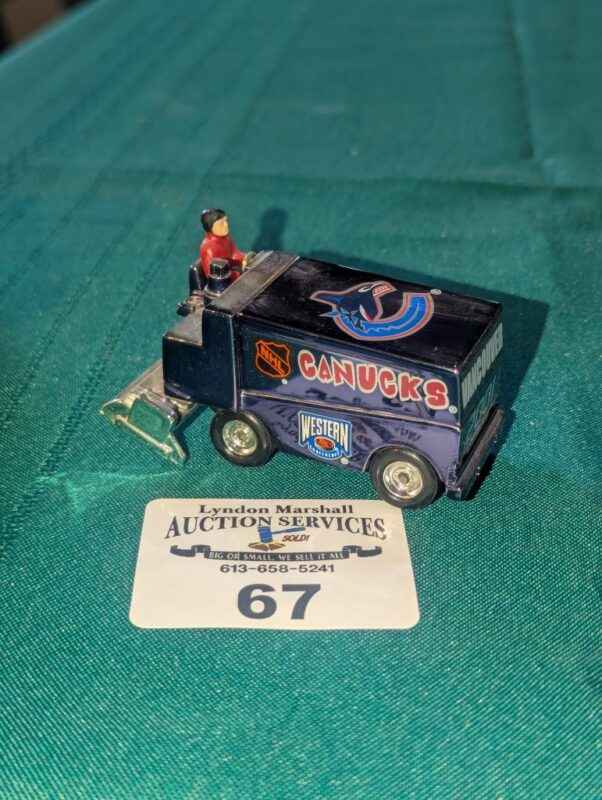 NHL
CANUCKS
WESTERN
CONFERENCE
VANCOUVER
Lyndon Marshall
AUCTION SERVICES
SOLD!
BIG OR SMALL, WE SELL IT ALL
613-658-5241
67